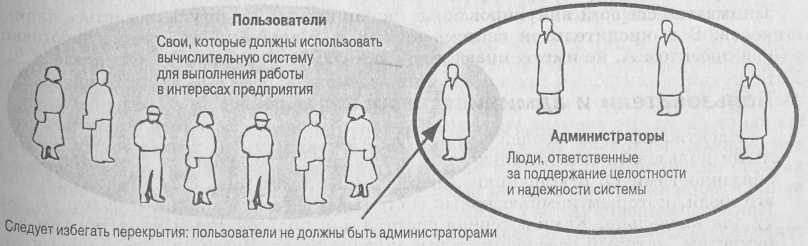 Пользователи
Свои, которые должны использовать
вычислительную систему
для выполнения работы
в интересах предприятия
Администраторы
Люди, ответственные
за поддержание целостности
и надежности системы
Следует избегать перекрытия: пользователи не должны быть администраторами